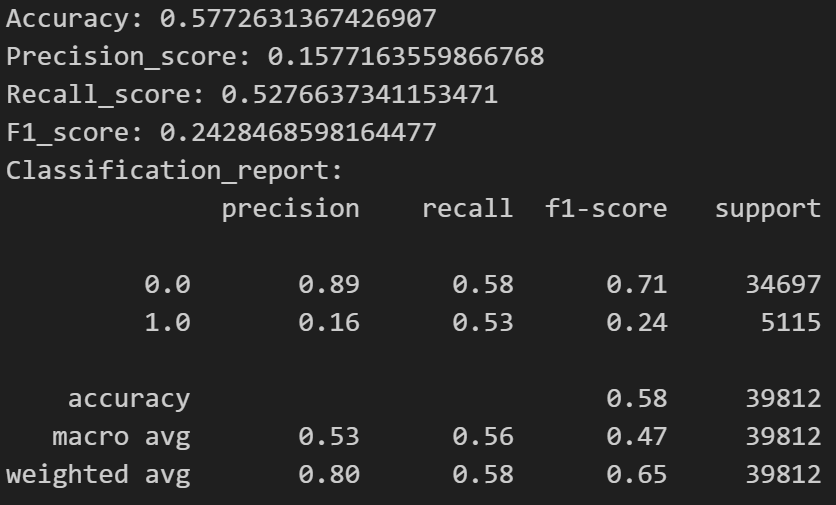 Accuracy: 0.5772631367426907
Precision_score: 0.1577163559866768
Recall_score: 0.5276637341153471
F1_score: 0.2428468598164477
Classification_report:
precision recall f1-score support
0.0 0.89 0.58 0.71 34697
1.0 0.16 0.53 0.24 5115
accuracy 0.58 39812
macro avg 0.53 0.56 0.47 39812
weighted avg 0.80 0.58 0.65 39812